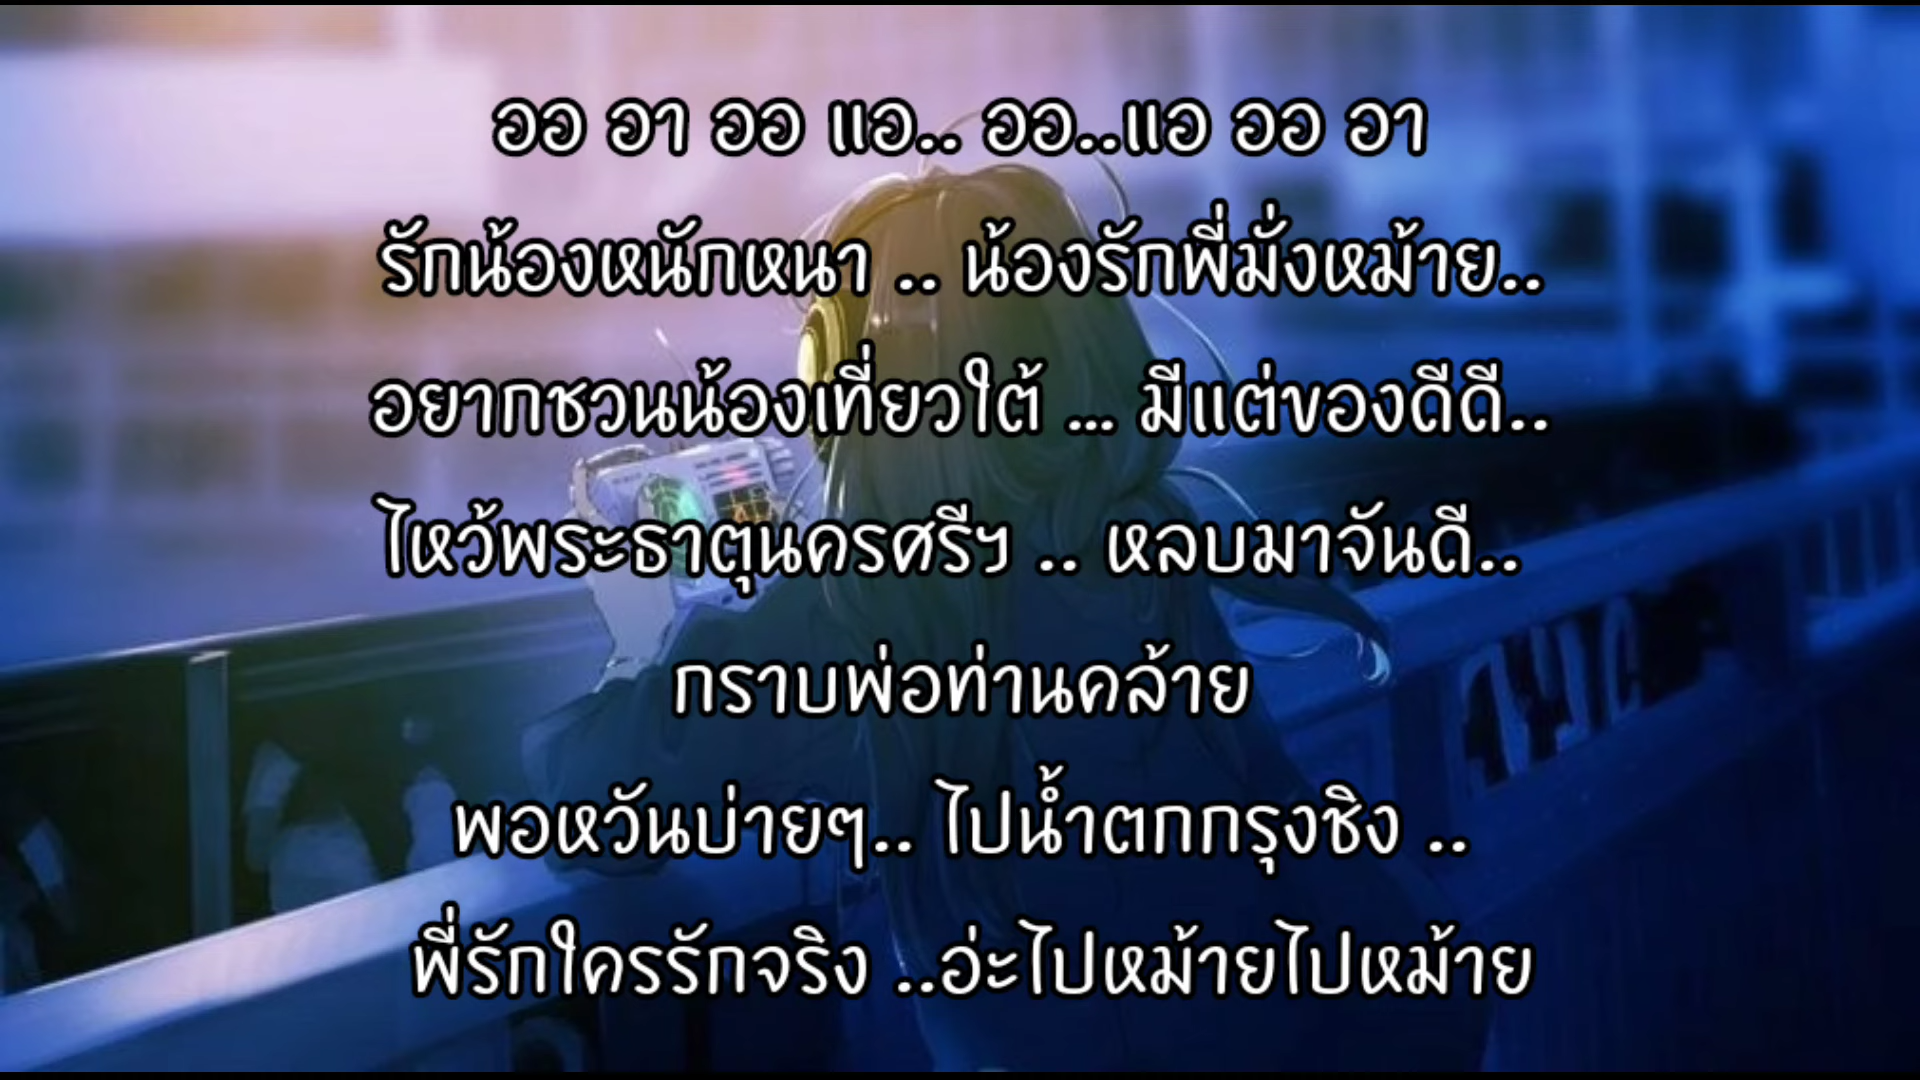 ออ อา ออ แอ.. ออ..แอ ออ อา
รักน้องหนักหนา .. น้องรักพี่มั่งหม้าย..
อยากชวนน้องเที่ยวใต้ ... มีแต่ของดีดี..
ไหว้พระธาตุนครศรีฯ .. หลบมาจันดี..
กราบพ่อท่านคล้าย
พอหวันบ่ายๆ.. ไปน้ำตกกรุงชิง ..
พี่รักใครรักจริง ..อ่ะไปหม้ายไปหม้าย